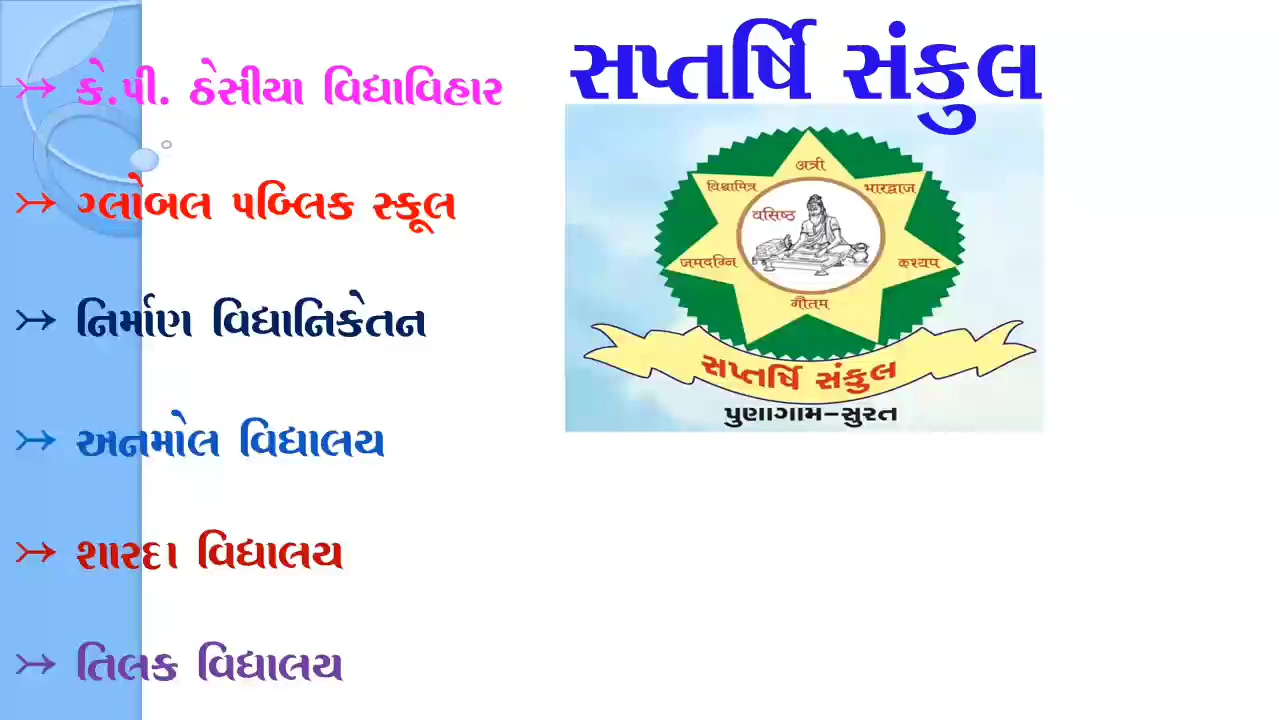 સપ્તર્ષિ સંકુલ
↣ કે.પી. ઠેસીયા વિદ્યાવિહાર
↣ ગ્લોબલ પબ્લિક સ્કૂલ
↣ નિર્માણ વિદ્યાનિકેતન
↣ અનમોલ વિદ્યાલય
↣ શારદા વિદ્યાલય
↣ તિલક વિદ્યાલય
अत्री
विश्वामित्र
भारद्वाज
वसिष्ठ
जमदग्नि
कश्यप
गौतम
સપ્તર્ષિ સંકુલ
પુણાગામ-સુરત